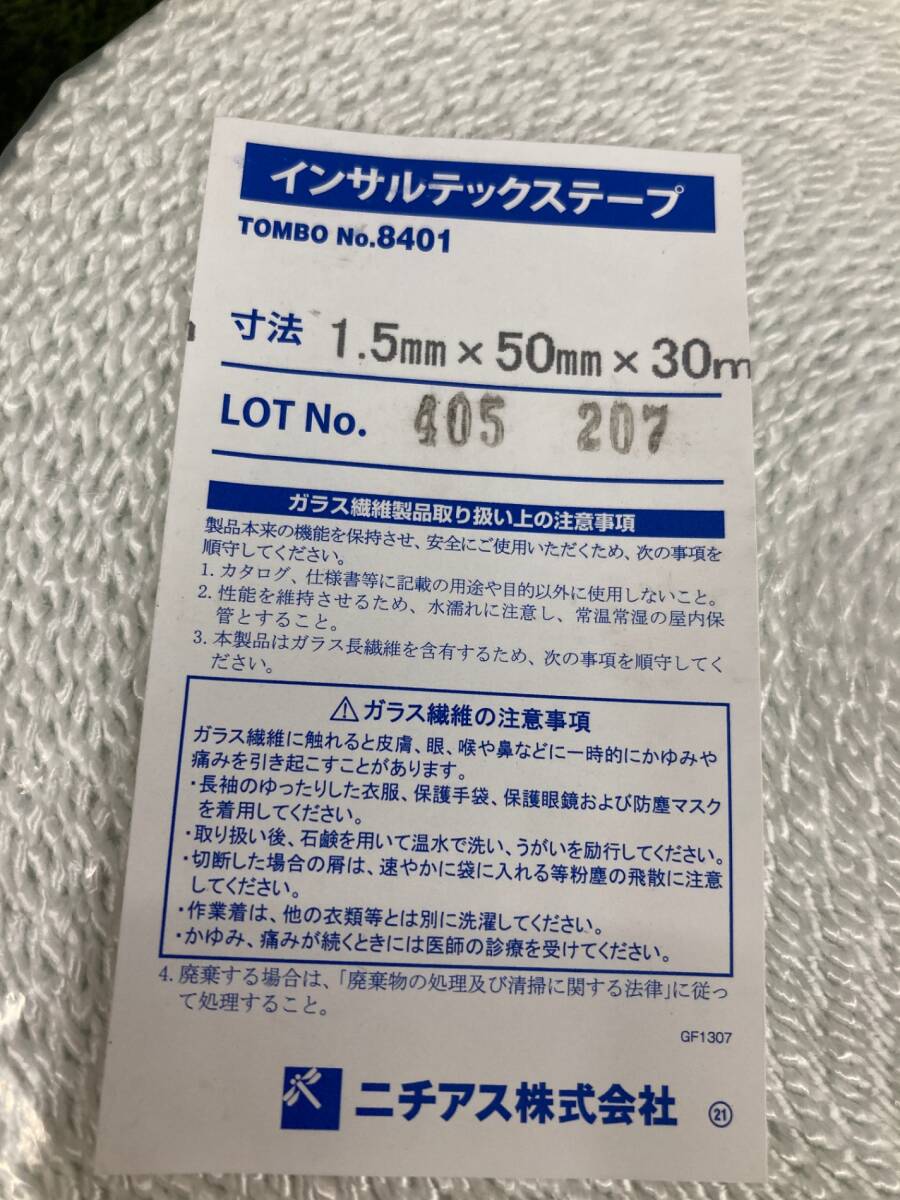 インサルテックステープ
TOMBO No.8401
寸法 1.5mm×50mm×30m
LOT No. 405 207
ガラス繊維製品取り扱い上の注意事項
製品本来の機能を保持させ、安全にご使用いただくため、次の事項を
順守してください。
1. カタログ、仕様書等に記載の用途や目的以外に使用しないこと。
2. 性能を維持させるため、水濡れに注意し、常温常湿の屋内保
管とすること。
3. 本製品はガラス長繊維を含有するため、次の事項を順守してく
ださい。
⚠ガラス繊維の注意事項
ガラス繊維に触れると皮膚、眼、喉や鼻などに一時的にかゆみや
痛みを引き起こすことがあります。
・長袖のゆったりした衣服、保護手袋、保護眼鏡および防塵マスク
を着用してください。
・取り扱い後、石鹸を用いて温水で洗い、うがいを励行してください。
・切断した場合の屑は、速やかに袋に入れる等粉塵の飛散に注意
してください。
・作業着は、他の衣類等とは別に洗濯してください。
・かゆみ、痛みが続くときには医師の診療を受けてください。
4. 廃棄する場合は、「廃棄物の処理及び清掃に関する法律」に従っ
て処理すること。
GF1307
ニチアス株式会社 ㉑